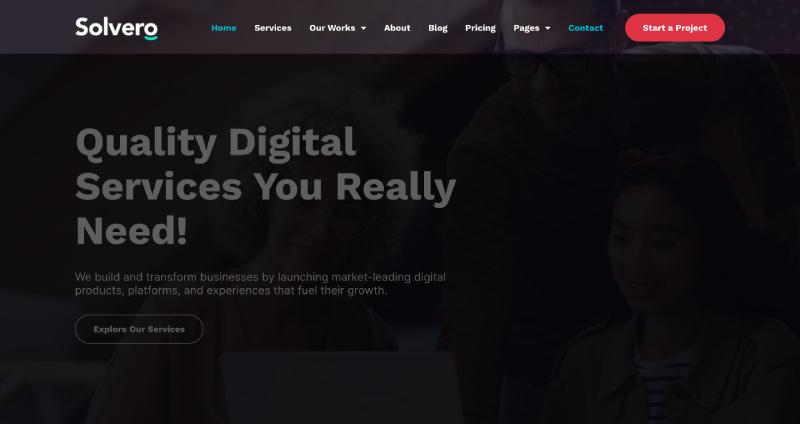 Solvero
Home Services Our Works About Blog Pricing Pages Contact Start a Project
Quality Digital
Services You Really
Need!
We build and transform businesses by launching market-leading digital
products, platforms, and experiences that fuel their growth.
Explore Our Services